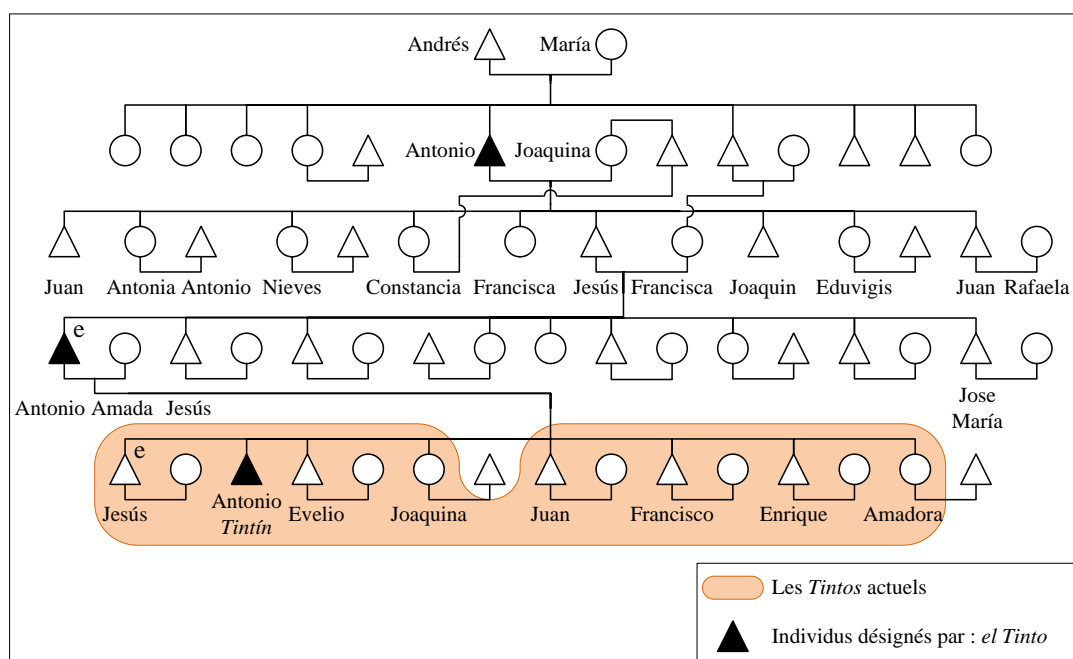 Andrés María
Antonio Joaquina
Juan Antonia Antonio Nieves Constancia Francisca Jesús Francisca Joaquin Eduvigis Juan Rafaela
e
Antonio Amada Jesús Jose
María
e
Jesús Antonio Evelio Joaquina Juan Francisco Enrique Amadora
Tintín
Les Tintos actuels
Individus désignés par : el Tinto